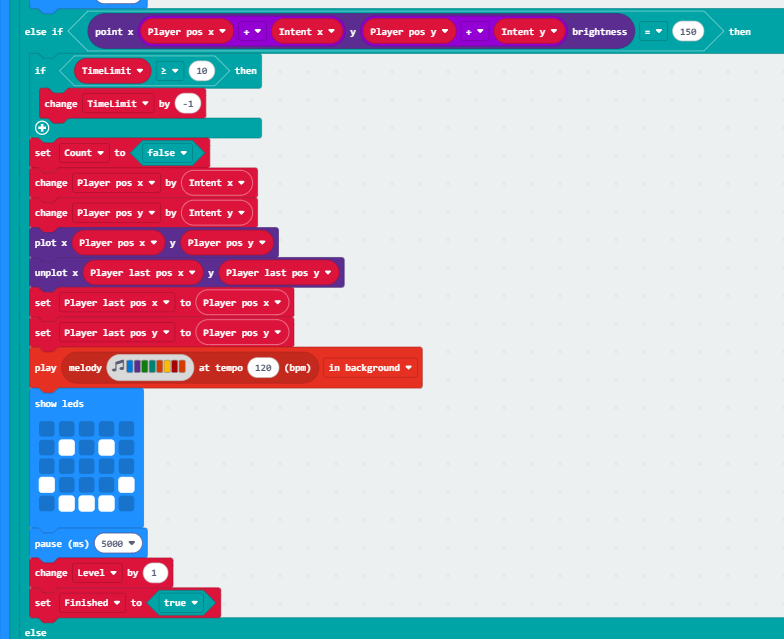 else if point x Player pos x + Intent x y Player pos y + Intent y brightness = 150 then
if TimeLimit ≥ 10 then
change TimeLimit by -1
set Count to false
change Player pos x by Intent x
change Player pos y by Intent y
plot x Player pos x y Player pos y
unplot x Player last pos x y Player last pos y
set Player last pos x to Player pos x
set Player last pos y to Player pos y
play melody at tempo 120 (bpm) in background
show leds
pause (ms) 5000
change Level by 1
set Finished to true
else